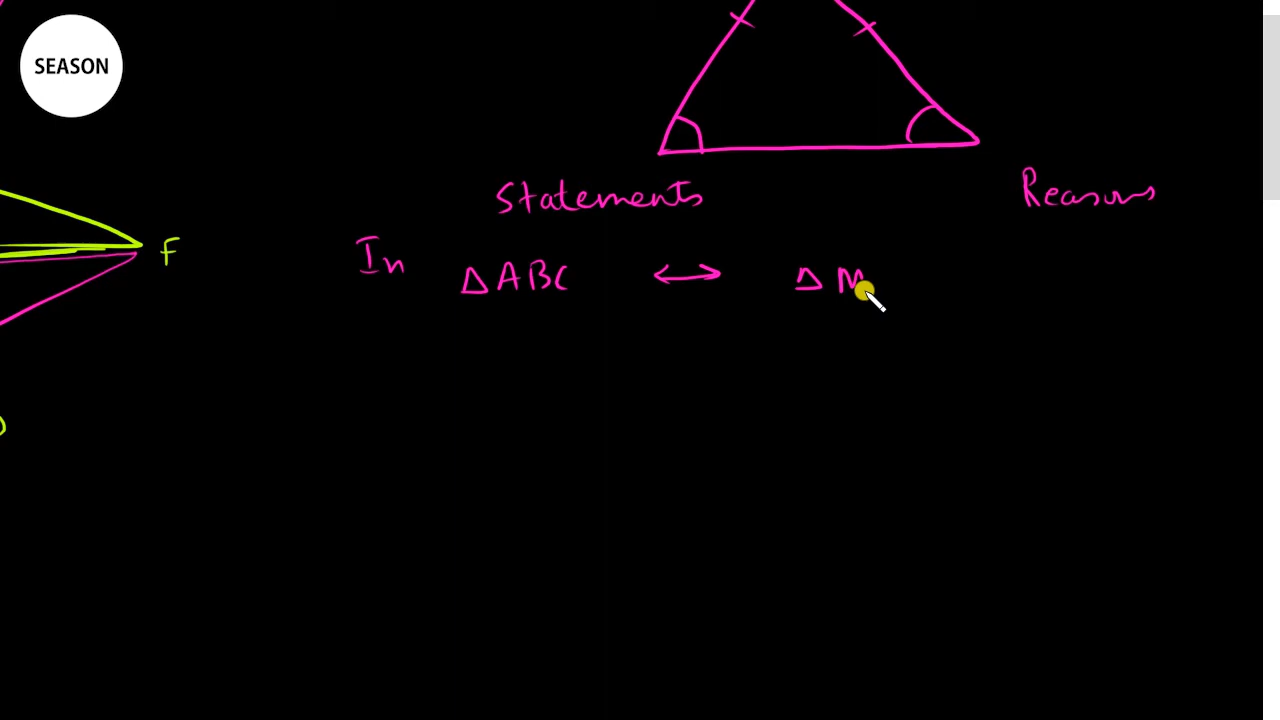 SEASON
Statements Reasons
F
In ΔABC ↔ ΔM